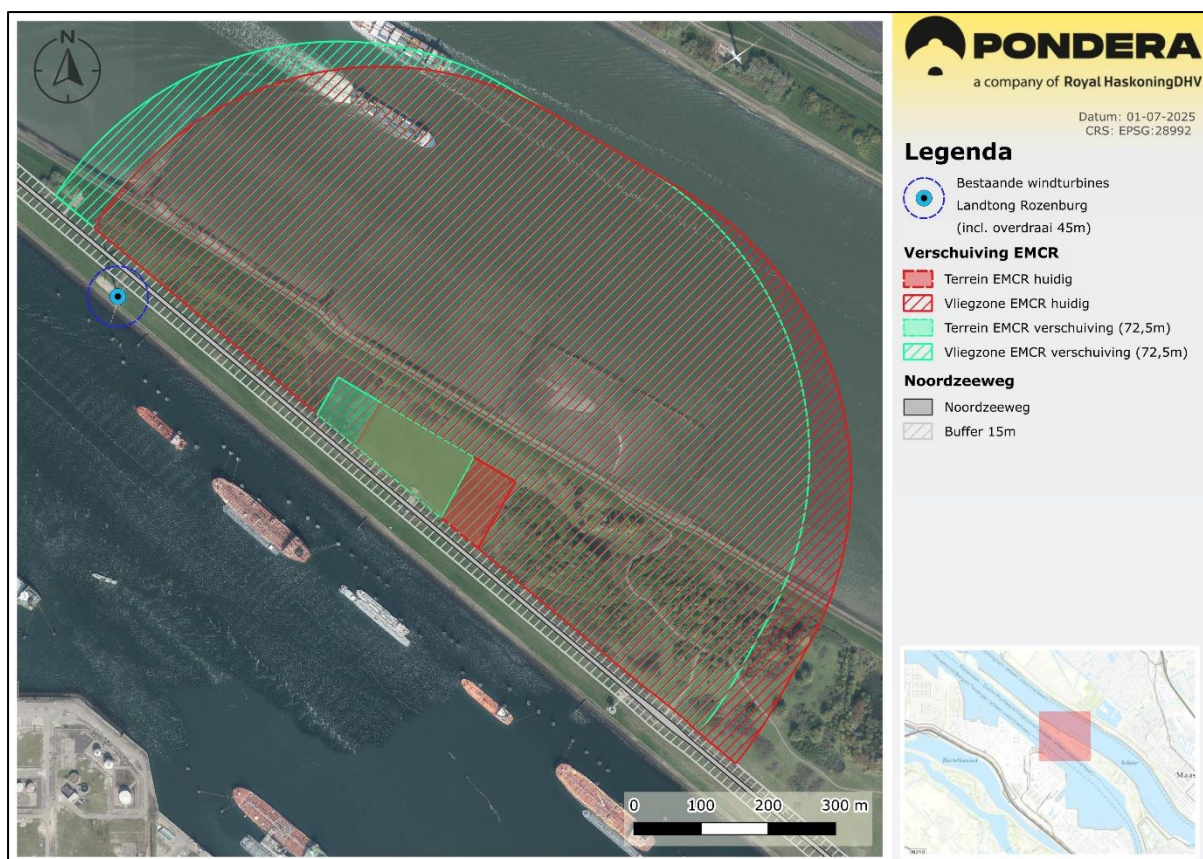 N
PONDERA
a company of Royal HaskoningDHV
Datum: 01-07-2025
CRS: EPSG:28992
Legenda
Bestaande windturbines
Landtong Rozenburg
(incl. overdraai 45m)
Verschuiving EMCR
Terrein EMCR huidig
Vliegzone EMCR huidig
Terrein EMCR verschuiving (72,5m)
Vliegzone EMCR verschuiving (72,5m)
Noordzeeweg
Noordzeeweg
Buffer 15m
0 100 200 300 m
Scheur
Maas